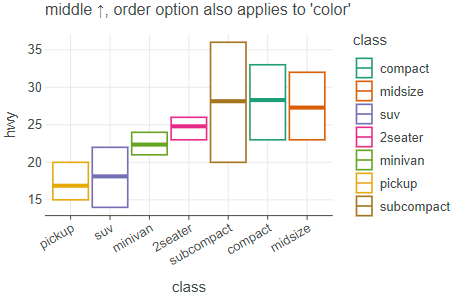 middle ↑, order option also applies to 'color'
hwy
35
30
25
20
15
pickup
suv
minivan
2seater
subcompact
compact
midsize
class
class
compact
midsize
suv
2seater
minivan
pickup
subcompact